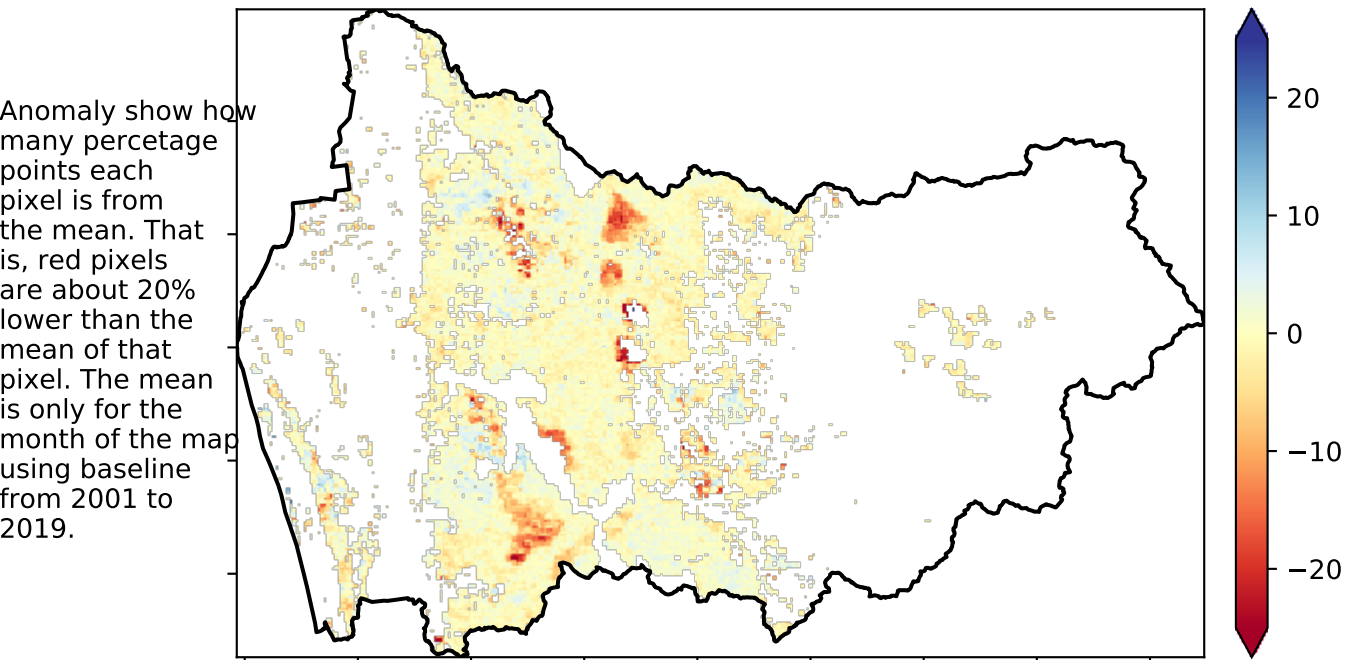 Anomaly show how
many percetage
points each
pixel is from
the mean. That
is, red pixels
are about 20%
lower than the
mean of that
pixel. The mean
is only for the
month of the map
using baseline
from 2001 to
2019.
20
10
0
−10
−20